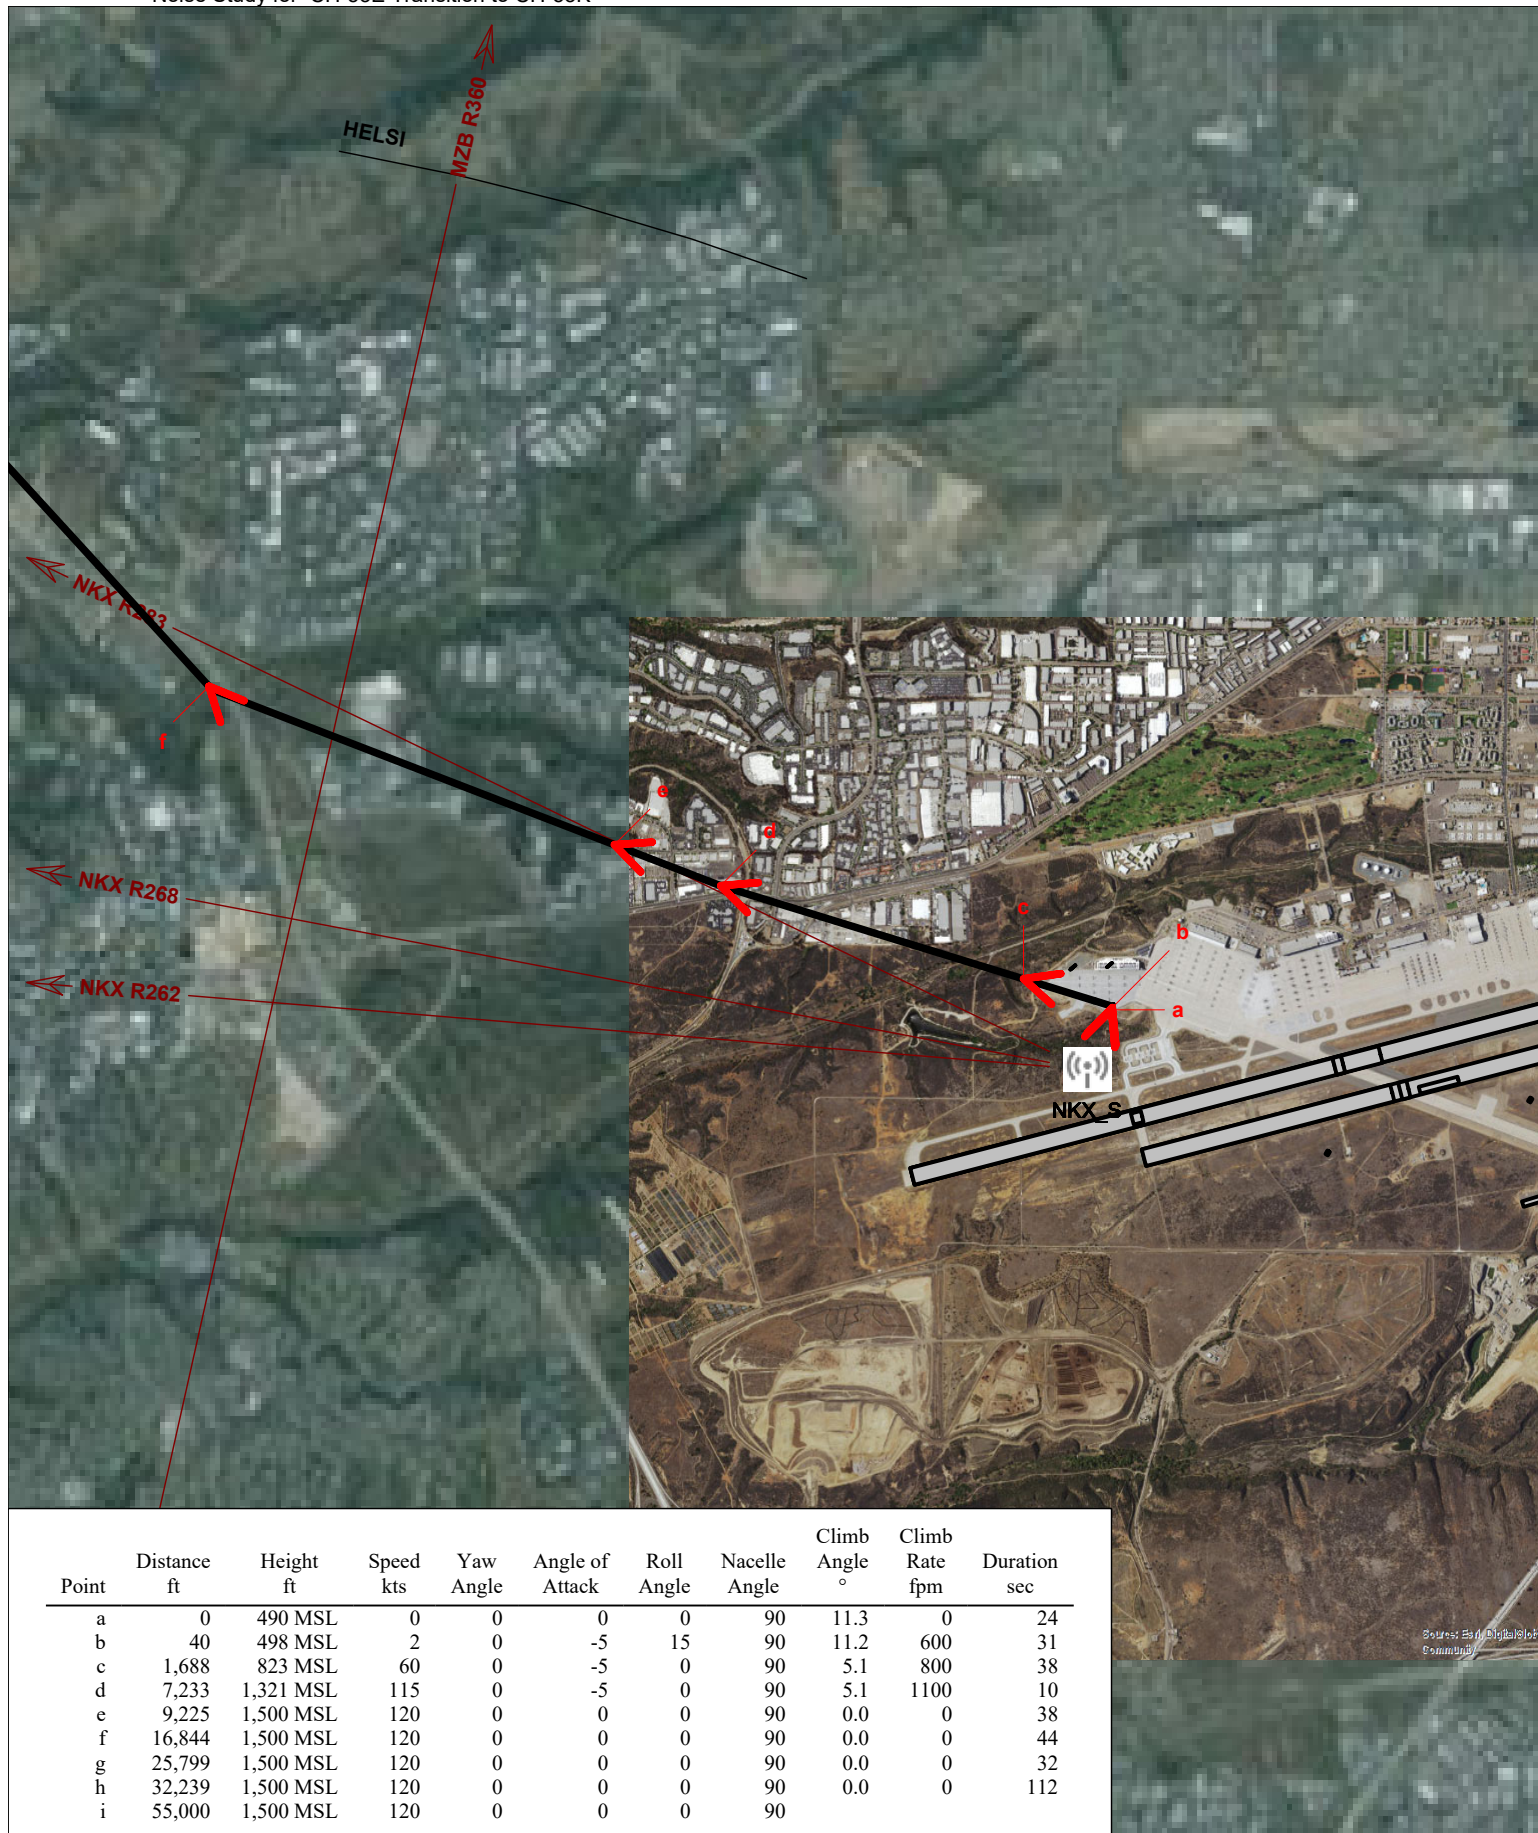 MZB R360
HELSI
NKX R283
f
e
d
NKX R268
c
b
NKX R262
a
NKX_S
Point Distance ft Height ft Speed kts Yaw Angle Angle of Attack Roll Angle Nacelle Angle Climb Angle ° Climb Rate fpm Duration sec
a 0 490 MSL 0 0 0 0 90 11.3 0 24
b 40 498 MSL 2 0 -5 15 90 11.2 600 31
c 1,688 823 MSL 60 0 -5 0 90 5.1 800 38
d 7,233 1,321 MSL 115 0 -5 0 90 5.1 1100 10
e 9,225 1,500 MSL 120 0 0 0 90 0.0 0 38
f 16,844 1,500 MSL 120 0 0 0 90 0.0 0 44
g 25,799 1,500 MSL 120 0 0 0 90 0.0 0 32
h 32,239 1,500 MSL 120 0 0 0 90 0.0 0 112
i 55,000 1,500 MSL 120 0 0 0 90
Community